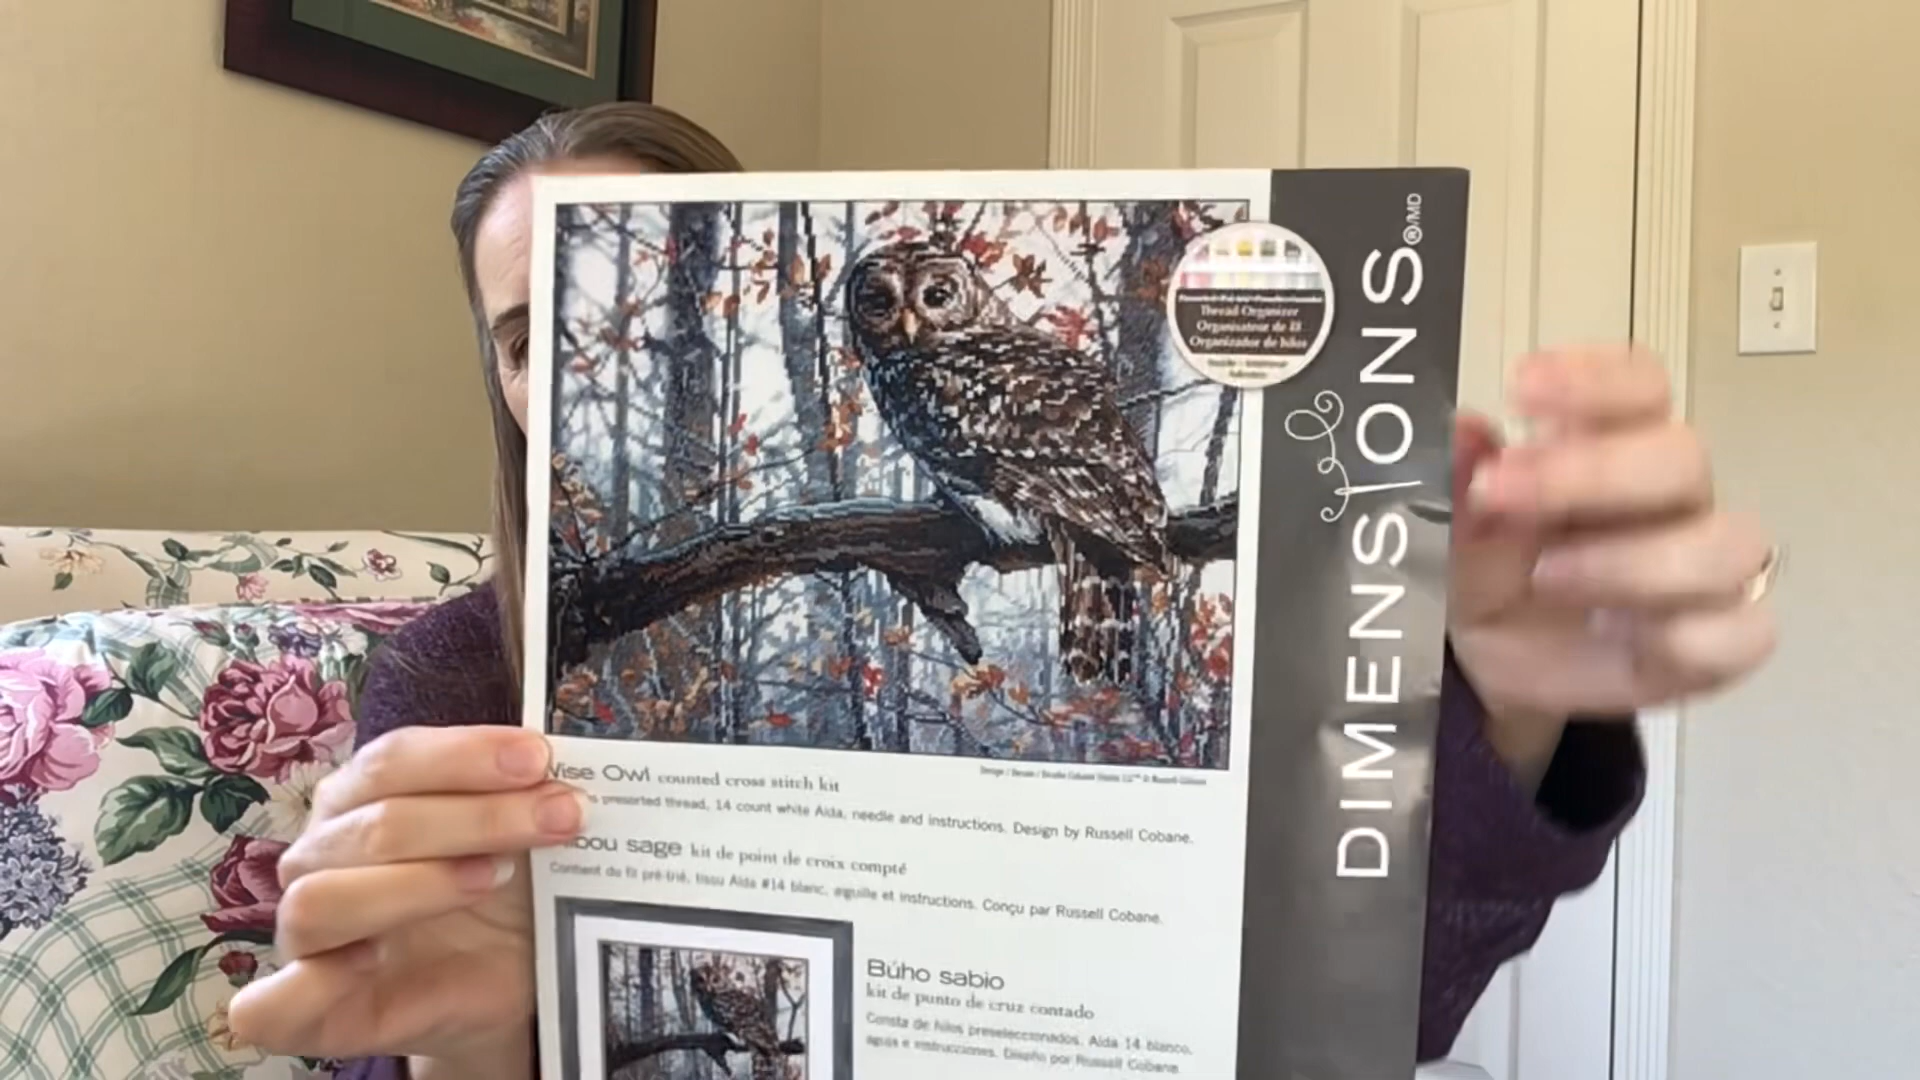 DIMENSIONS®/MD
Thread Organizer
Organisateur de fil
Organizador de hilos
Wise Owl counted cross stitch kit
presorted thread, 14 count white Aida, needle and instructions. Design by Russell Cobane.
sage kit de point de croix compté
Contient du fil pré-trié, tissu Aida #14 blanc, aiguille et instructions. Conçu par Russell Cobane.
Búho sabio
kit de punto de cruz contado
Consta de hilos preseleccionados, Aida 14 blanco,
aguja e instrucciones. Diseño por Russell Cobane.